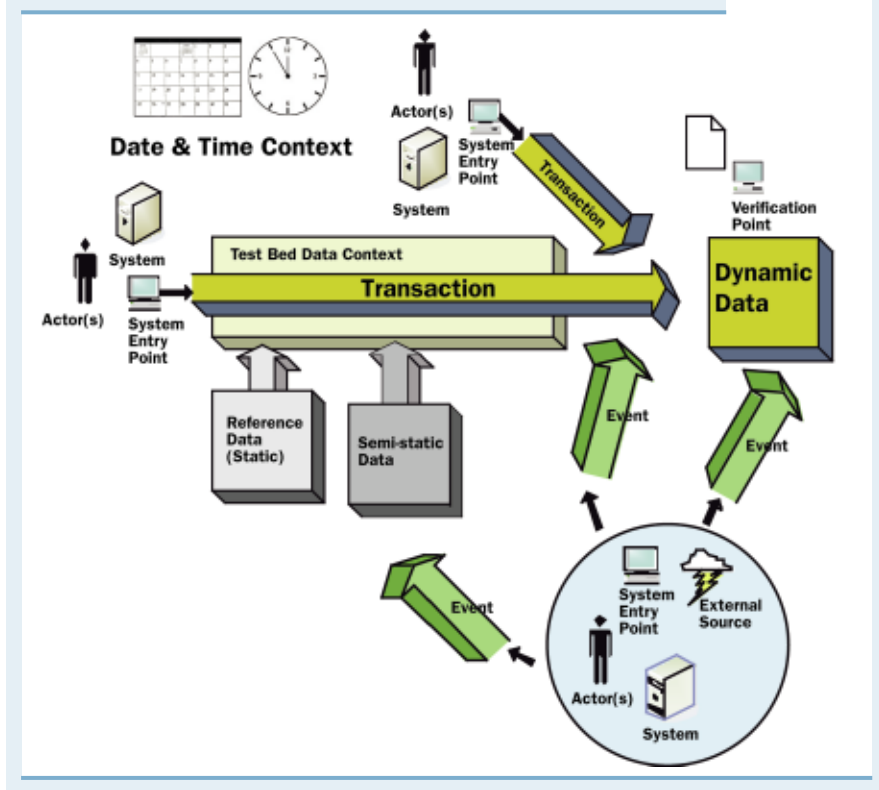 Date & Time Context
Actor(s)
System
Entry
Point
System
Transaction
Verification
Point
Dynamic
Data
System
Actor(s)
System
Entry
Point
Test Bed Data Context
Transaction
Reference
Data
(Static)
Semi-static
Data
Event
Event
Event
System
Entry
Point
External
Source
Actor(s)
System